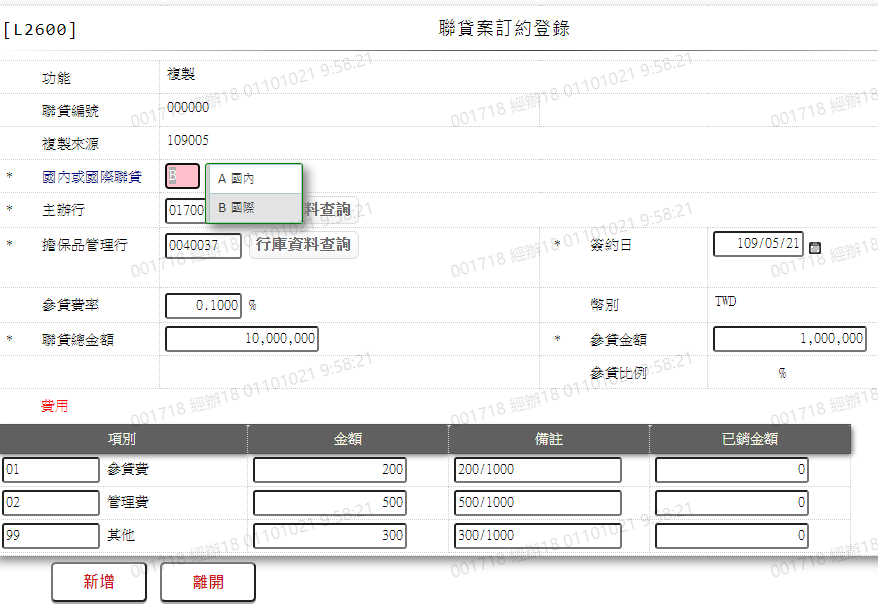 [L2600] 聯貸案訂約登錄
功能 複製
聯貸編號 000000
複製來源 109005
* 國內或國際聯貸 B
A 國內
B 國際
* 主辦行 01700 料查詢
* 擔保品管理行 0040037 行庫資料查詢 * 簽約日 109/05/21
參貸費率 0.1000 % 幣別 TWD
* 聯貸總金額 10,000,000 * 參貸金額 1,000,000
參貸比例 %
費用
項別 金額 備註 已銷金額
01 參貸費 200 200/1000 0
02 管理費 500 500/1000 0
99 其他 300 300/1000 0
新增 離開
001718 經辦18 01101021 9:58:21